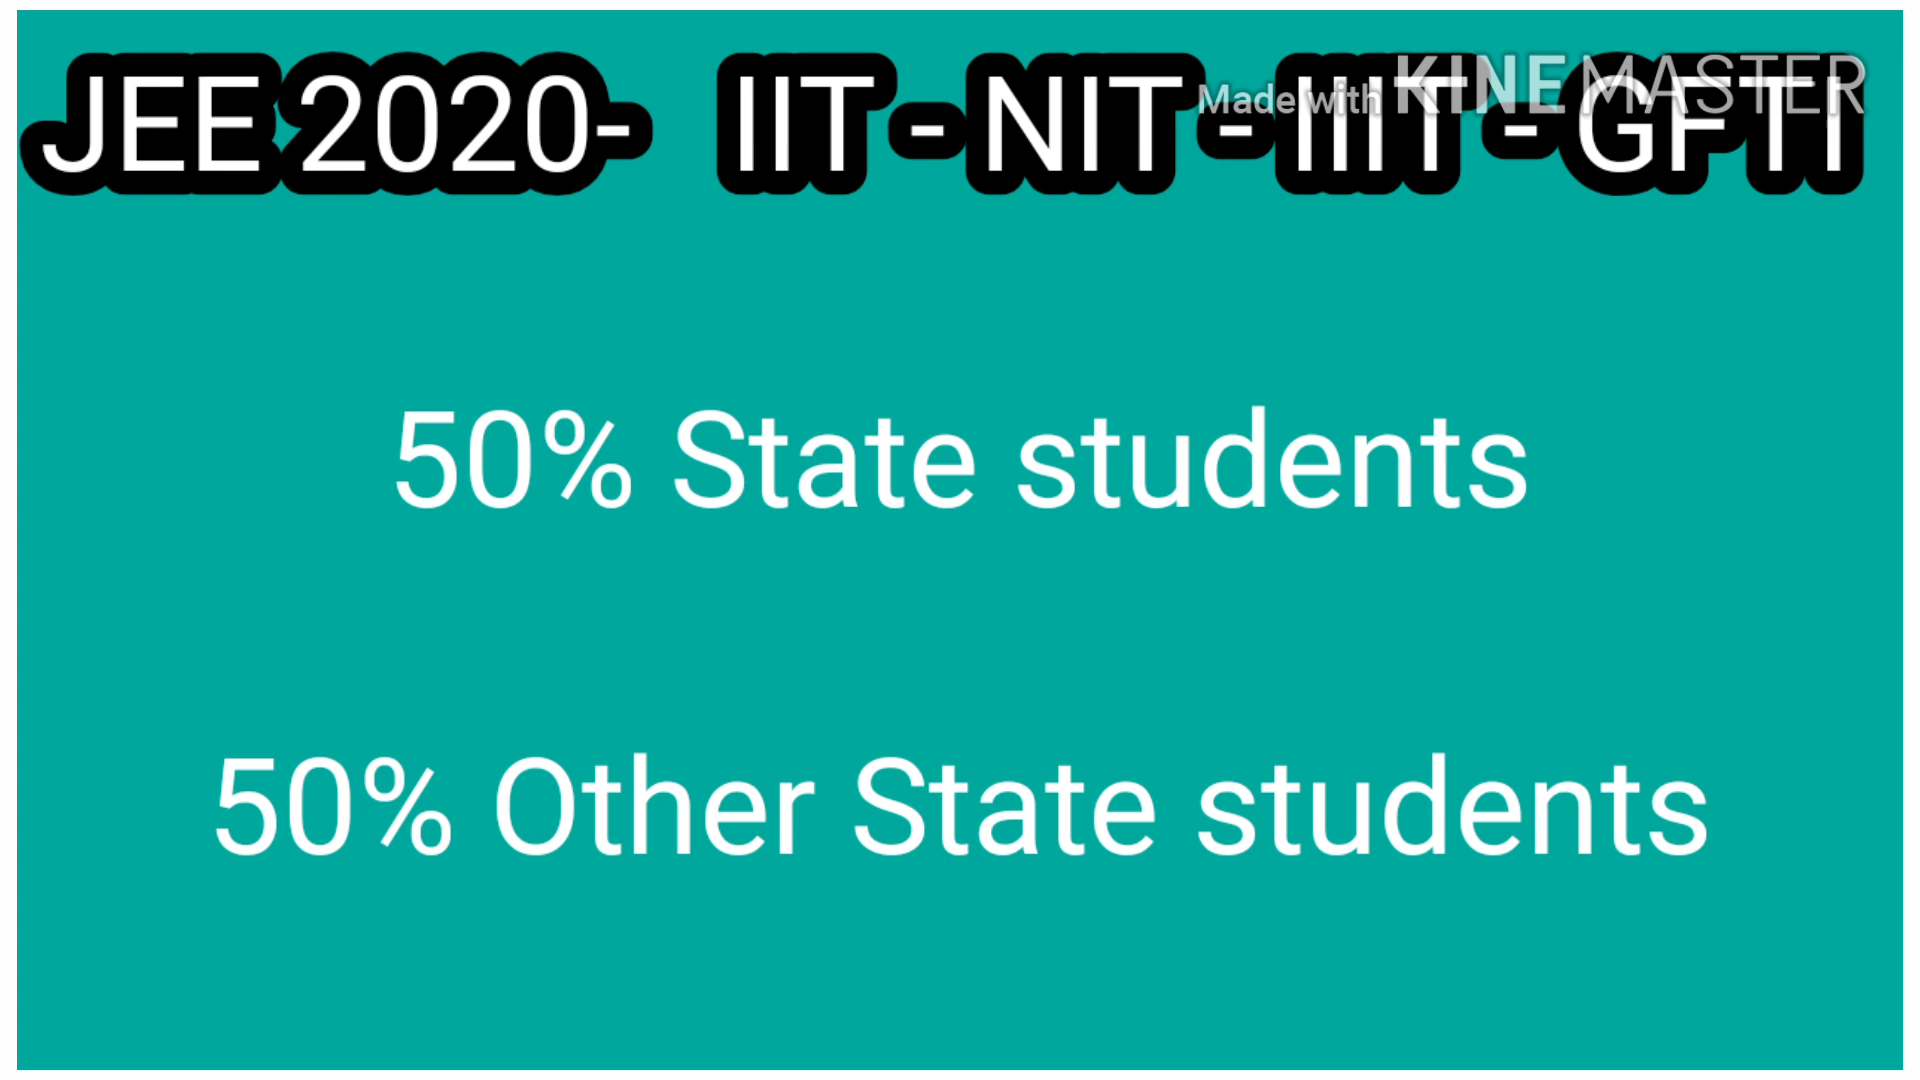 JEE 2020- IIT - NIT - IIIT - GFTI
Made with KINEMASTER
50% State students
50% Other State students